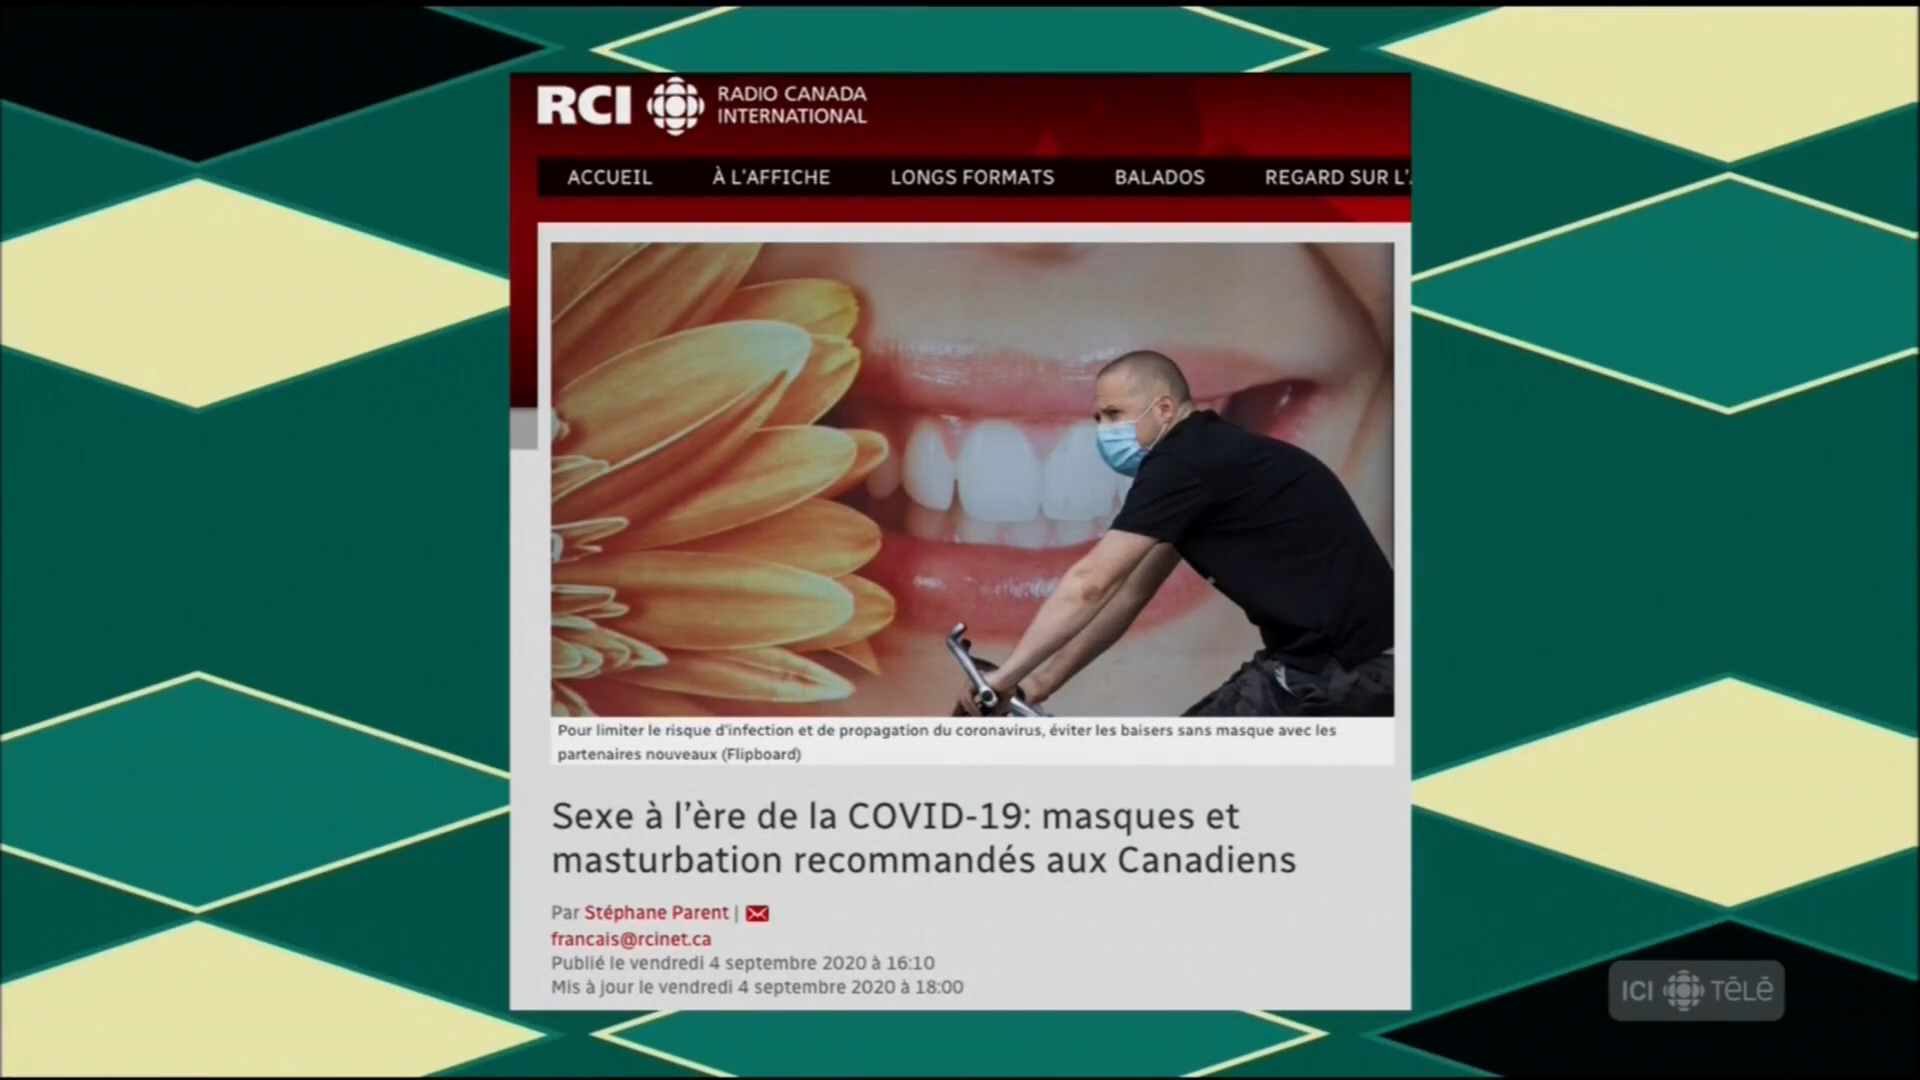 RCI RADIO CANADA
INTERNATIONAL
ACCUEIL À L'AFFICHE LONGS FORMATS BALADOS REGARD SUR L'
Pour limiter le risque d'infection et de propagation du coronavirus, éviter les baisers sans masque avec les
partenaires nouveaux (Flipboard)
Sexe à l'ère de la COVID-19: masques et
masturbation recommandés aux Canadiens
Par Stéphane Parent |
francais@rcinet.ca
Publié le vendredi 4 septembre 2020 à 16:10
Mis à jour le vendredi 4 septembre 2020 à 18:00
ICI TÉLÉ